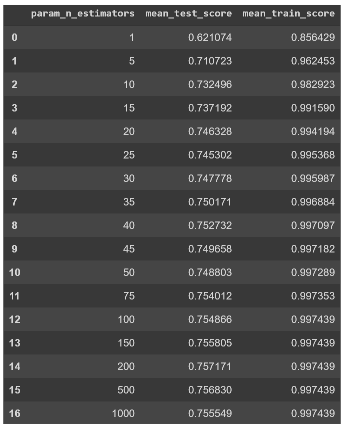 param_n_estimators mean_test_score mean_train_score
0 1 0.621074 0.856429
1 5 0.710723 0.962453
2 10 0.732496 0.982923
3 15 0.737192 0.991590
4 20 0.746328 0.994194
5 25 0.745302 0.995368
6 30 0.747778 0.995987
7 35 0.750171 0.996884
8 40 0.752732 0.997097
9 45 0.749658 0.997182
10 50 0.748803 0.997289
11 75 0.754012 0.997353
12 100 0.754866 0.997439
13 150 0.755805 0.997439
14 200 0.757171 0.997439
15 500 0.756830 0.997439
16 1000 0.755549 0.997439